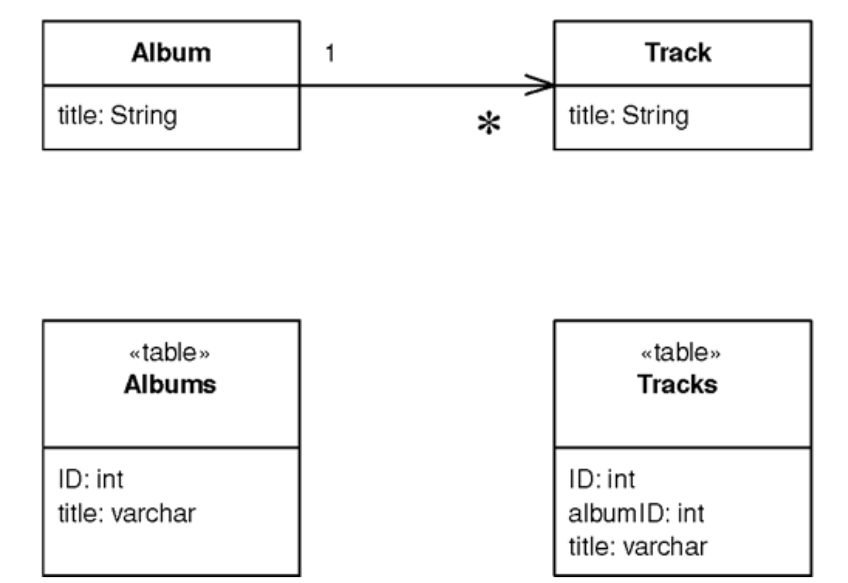 Album
1
Track
title: String
*
title: String
«table»
Albums
«table»
Tracks
ID: int
title: varchar
ID: int
albumID: int
title: varchar